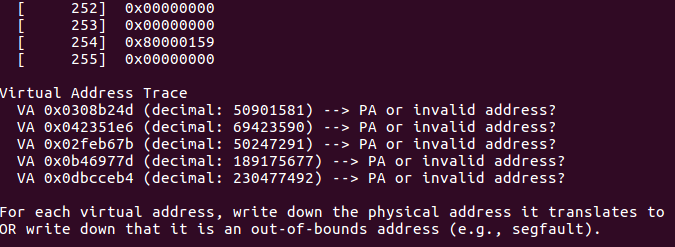 [ 252] 0x00000000
[ 253] 0x00000000
[ 254] 0x80000159
[ 255] 0x00000000
Virtual Address Trace
VA 0x0308b24d (decimal: 50901581) --> PA or invalid address?
VA 0x042351e6 (decimal: 69423590) --> PA or invalid address?
VA 0x02feb67b (decimal: 50247291) --> PA or invalid address?
VA 0x0b46977d (decimal: 189175677) --> PA or invalid address?
VA 0x0dbcceb4 (decimal: 230477492) --> PA or invalid address?
For each virtual address, write down the physical address it translates to
OR write down that it is an out-of-bounds address (e.g., segfault).